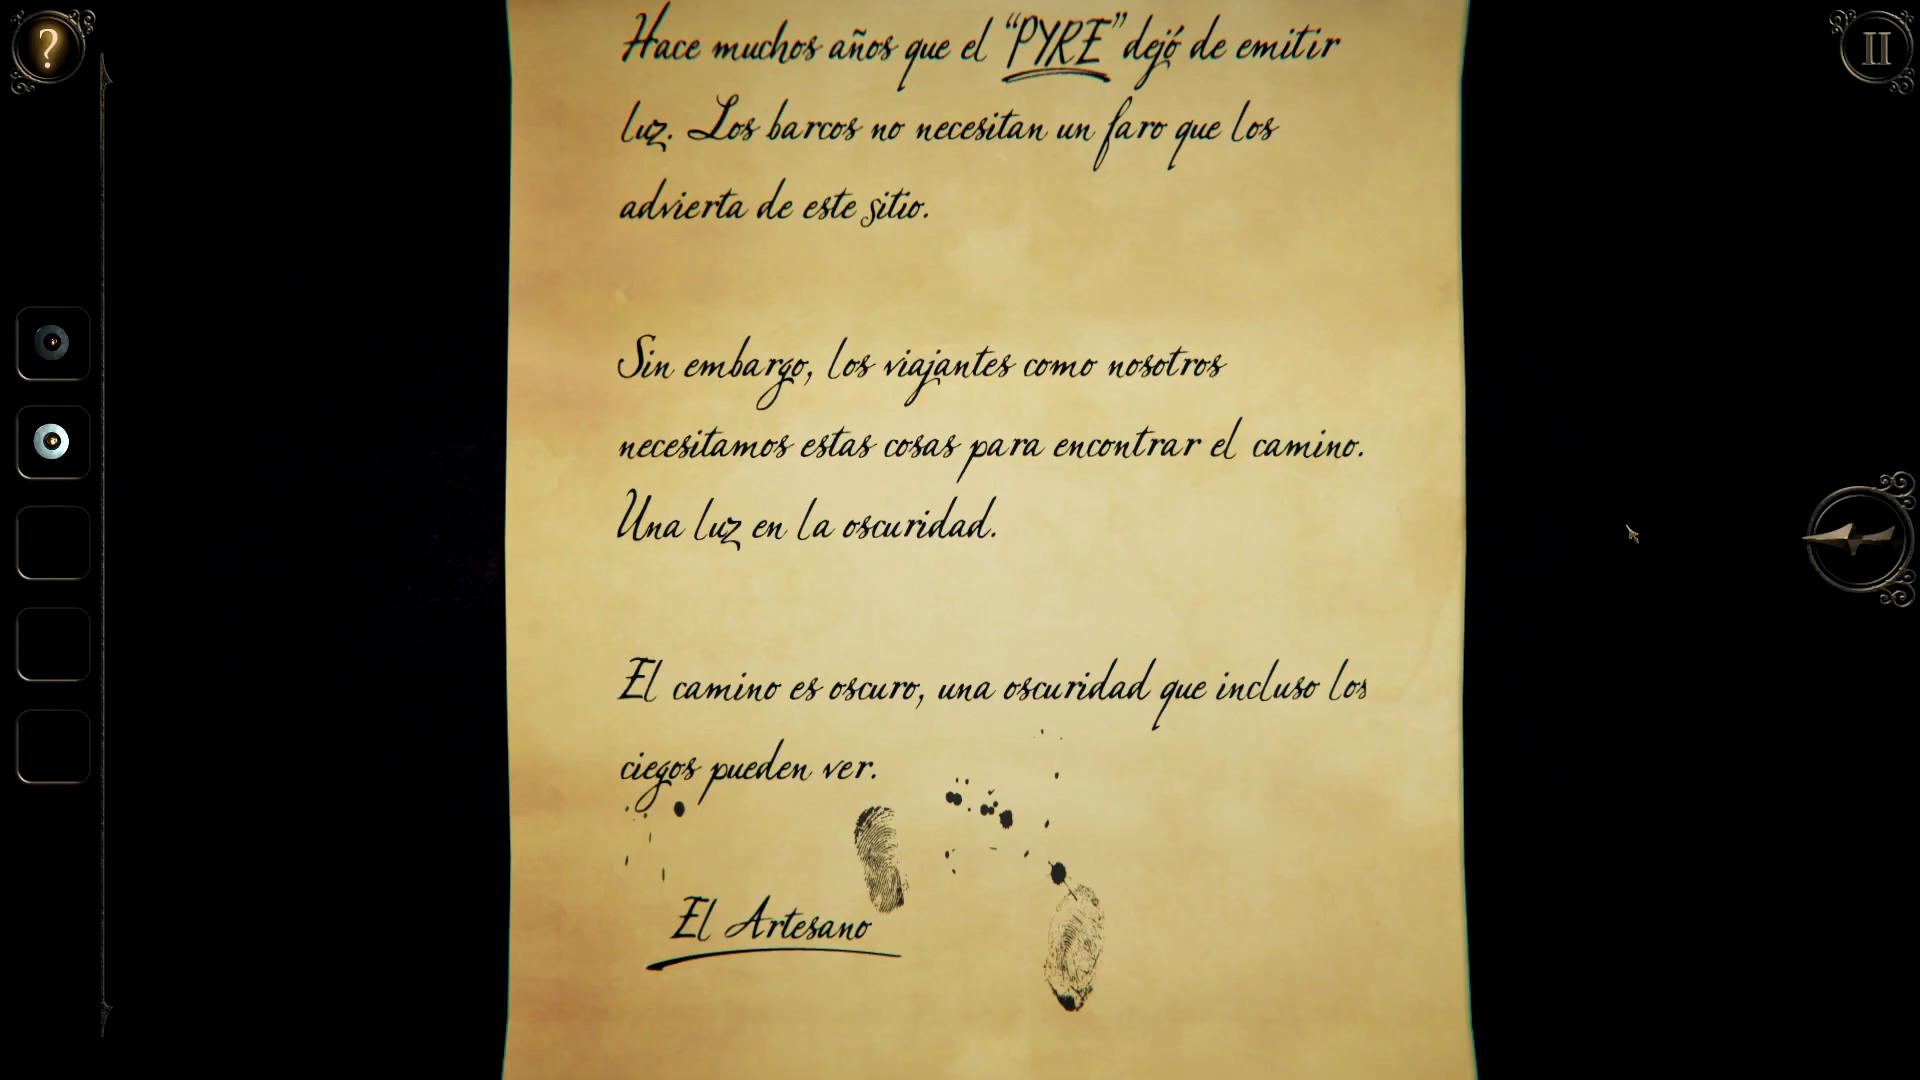 Hace muchos años que el “PYRE” dejó de emitir
luz. Los barcos no necesitan un faro que los
advierta de este sitio.
Sin embargo, los viajantes como nosotros
necesitamos estas cosas para encontrar el camino.
Una luz en la oscuridad.
El camino es oscuro, una oscuridad que incluso los
ciegos pueden ver.
El Artesano
?
II